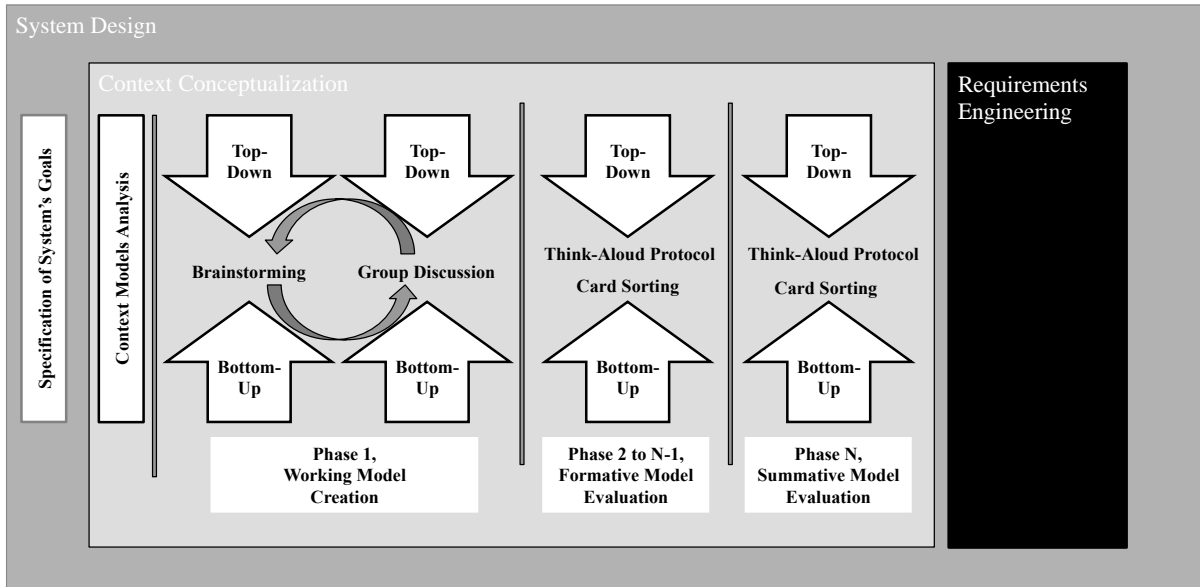 System Design
Context Conceptualization
Requirements
Engineering
Specification of System's Goals
Context Models Analysis
Top-
Down
Top-
Down
Top-
Down
Top-
Down
Brainstorming
Group Discussion
Think-Aloud Protocol
Card Sorting
Think-Aloud Protocol
Card Sorting
Bottom-
Up
Bottom-
Up
Bottom-
Up
Bottom-
Up
Phase 1,
Working Model
Creation
Phase 2 to N-1,
Formative Model
Evaluation
Phase N,
Summative Model
Evaluation